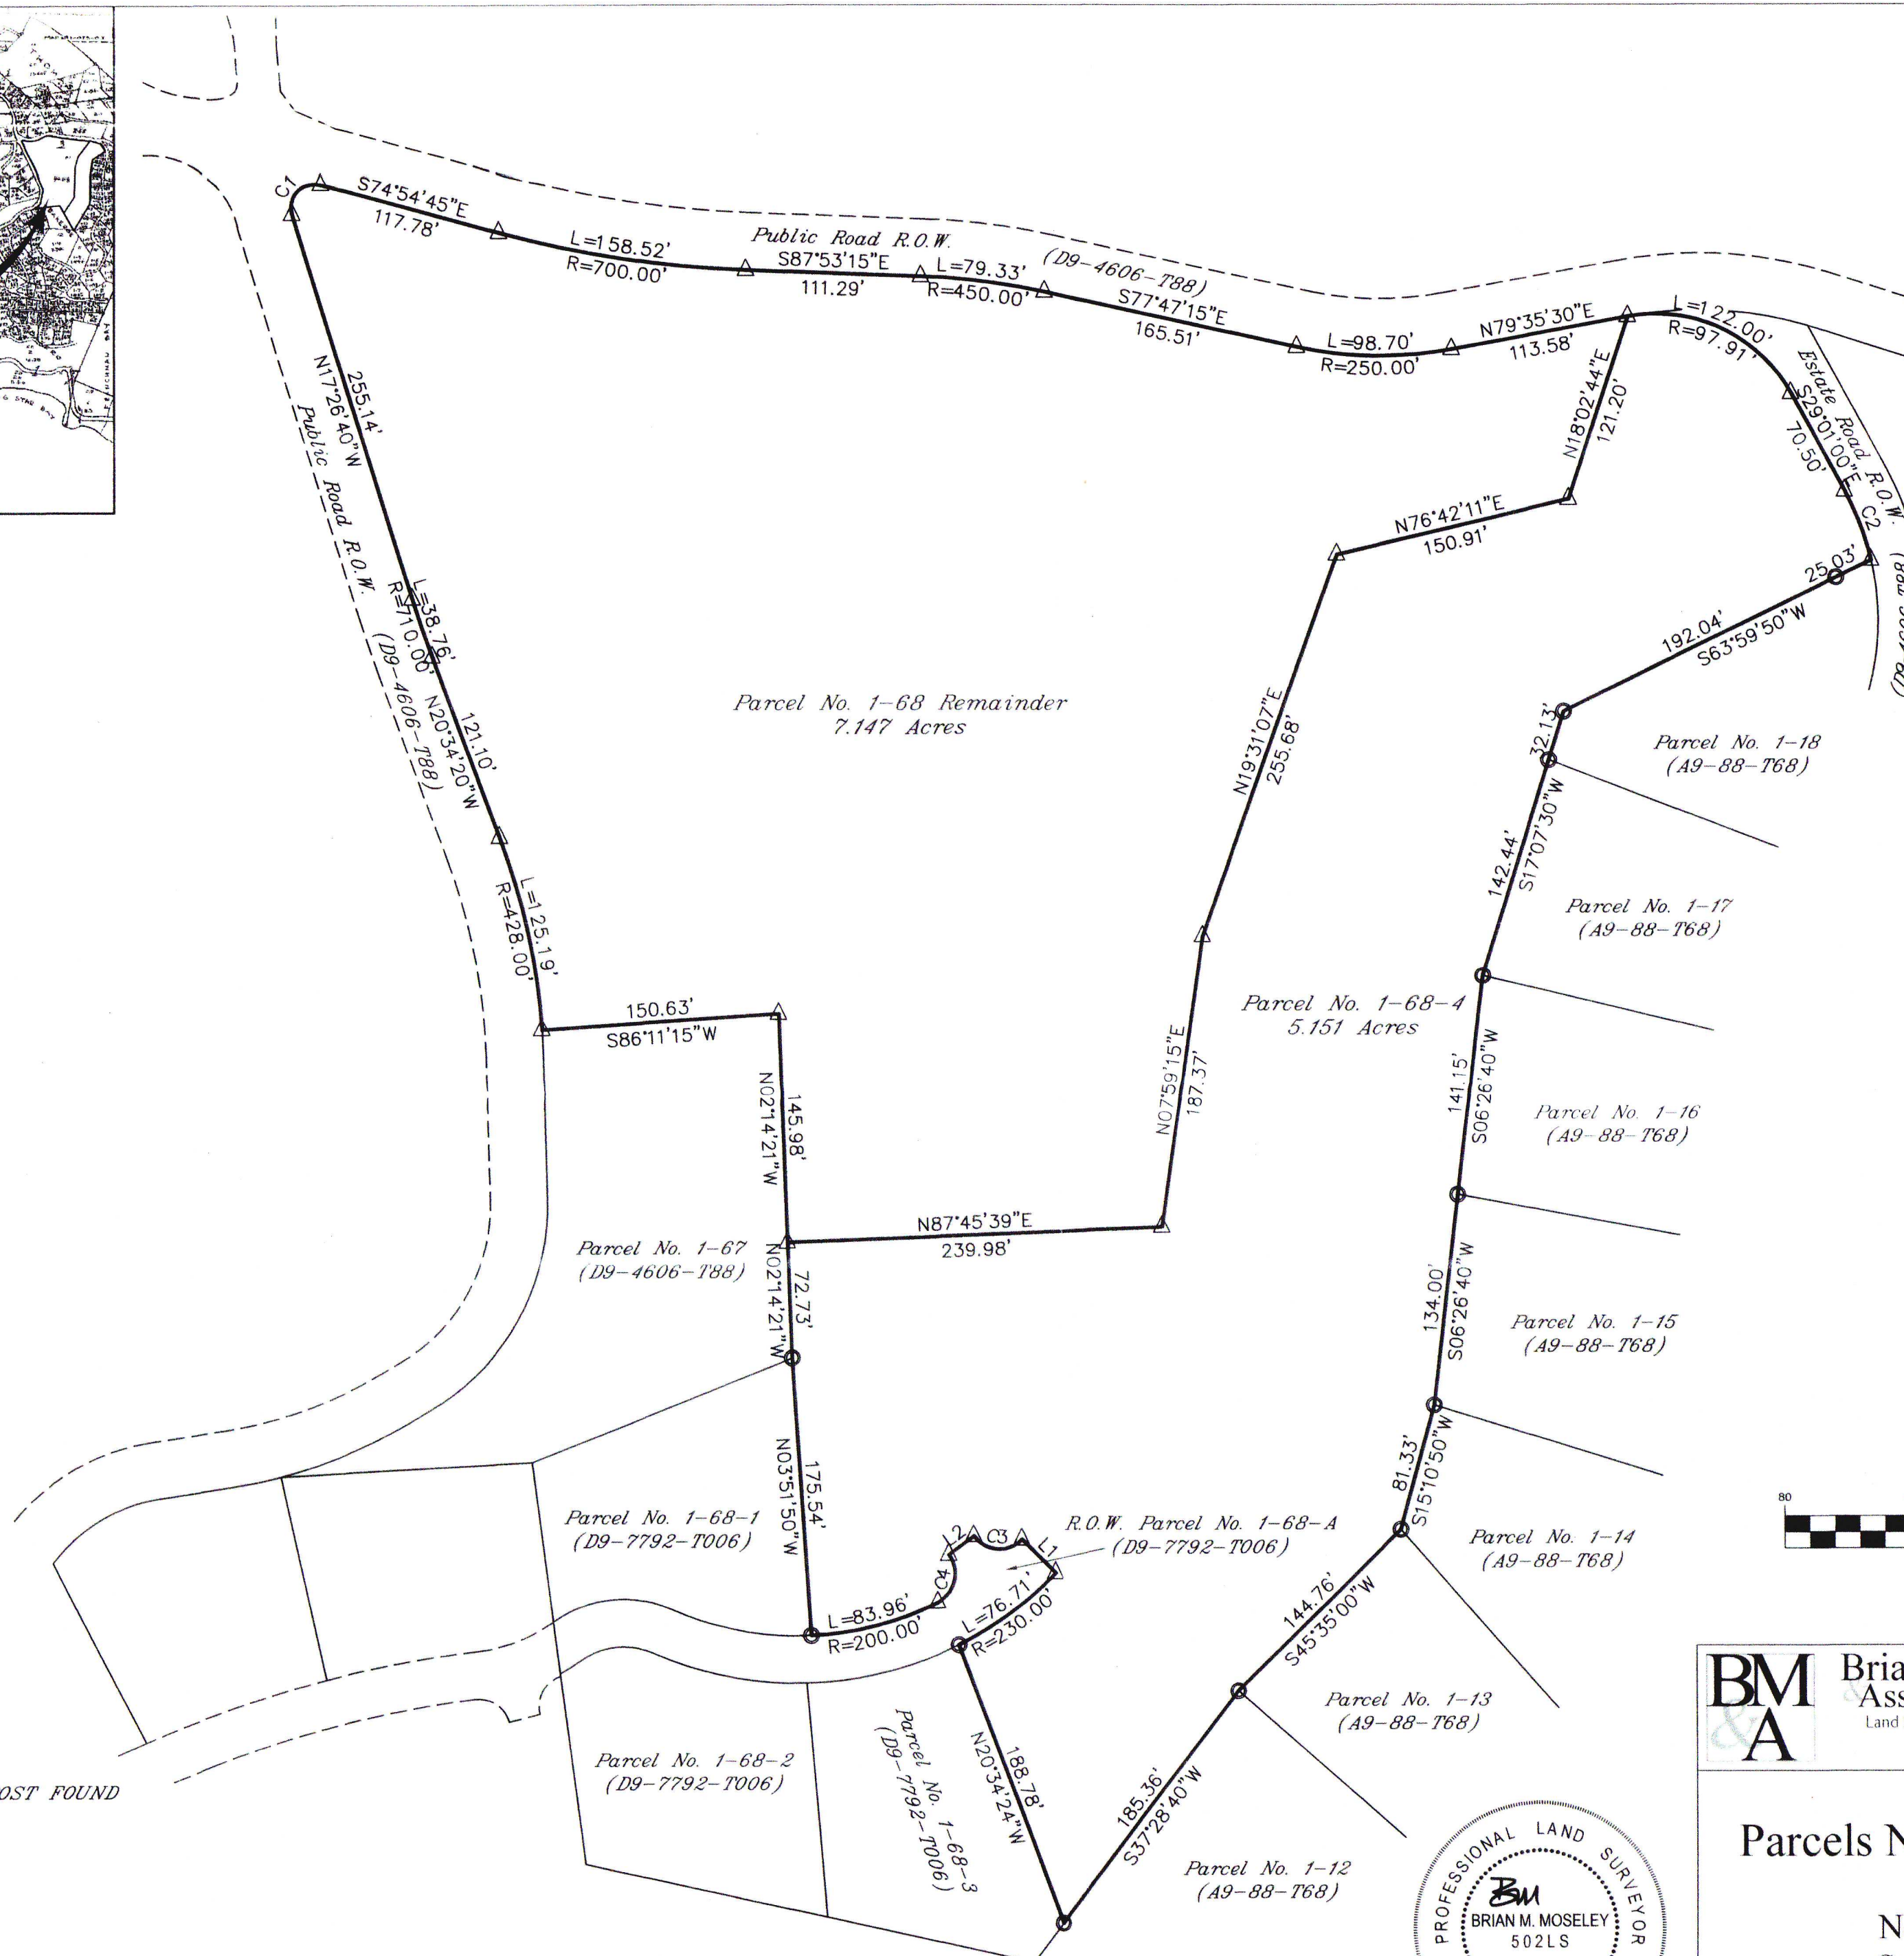 C1
S74°54'45"E
117.78'
L=158.52'
R=700.00'
Public Road R.O.W.
(D9-4606-T88)
S87°53'15"E
111.29'
L=79.33'
R=450.00'
S77°47'15"E
165.51'
L=98.70'
R=250.00'
N79°35'30"E
113.58'
L=122.00'
R=97.91'
Estate Road R.O.W.
S29°01'00"E
70.50'
C2
25.03'
192.04'
S63°59'50"W
N18°02'44"E
121.20'
N76°42'11"E
150.91'
255.14'
N17°26'40"W
Public Road R.O.W.
(D9-4606-T88)
L=38.76'
R=710.00'
121.10'
N20°34'20"W
L=125.19'
R=428.00'
Parcel No. 1-68 Remainder
7.147 Acres
N19°31'07"E
255.68'
32.13'
142.44'
S17°07'30"W
Parcel No. 1-18
(A9-88-T68)
Parcel No. 1-17
(A9-88-T68)
150.63'
S86°11'15"W
145.98'
N02°14'21"W
N07°59'15"E
187.37'
Parcel No. 1-68-4
5.151 Acres
141.15'
S06°26'40"W
Parcel No. 1-16
(A9-88-T68)
N87°45'39"E
239.98'
Parcel No. 1-67
(D9-4606-T88)
72.73'
N02°14'21"W
134.00'
S06°26'40"W
Parcel No. 1-15
(A9-88-T68)
175.54'
N03°51'50"W
81.33'
S15°10'50"W
Parcel No. 1-68-1
(D9-7792-T006)
L2
C3
L1
C4
R.O.W. Parcel No. 1-68-A
(D9-7792-T006)
Parcel No. 1-14
(A9-88-T68)
80
L=83.96'
R=200.00'
L=76.71'
R=230.00'
144.76'
S45°35'00"W
Parcel No. 1-13
(A9-88-T68)
Parcel No. 1-68-2
(D9-7792-T006)
Parcel No. 1-68-3
(D9-7792-T006)
188.78'
N20°34'24"W
185.36'
S37°28'40"W
Parcel No. 1-12
(A9-88-T68)
OST FOUND
BM
&
A
Bria
Ass
Land
Parcels N
N
PROFESSIONAL LAND SURVEYOR
BM
BRIAN M. MOSELEY
502LS